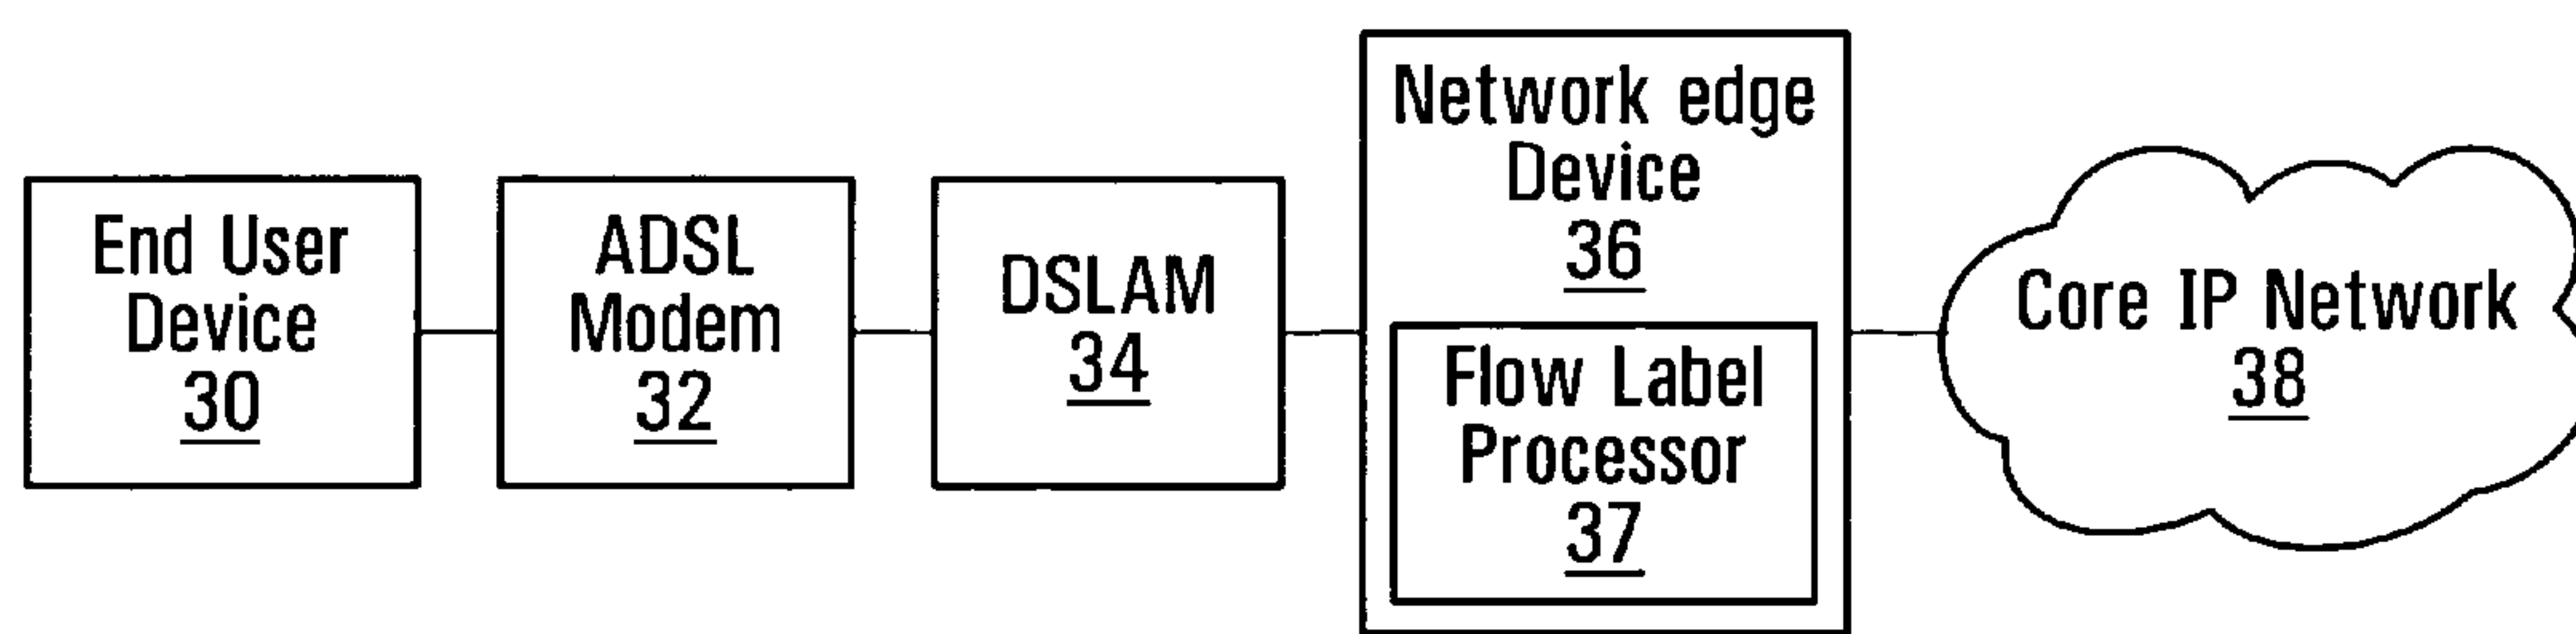 End User
Device
30
ADSL
Modem
32
DSLAM
34
Network edge
Device
36
Flow Label
Processor
37
Core IP Network
38